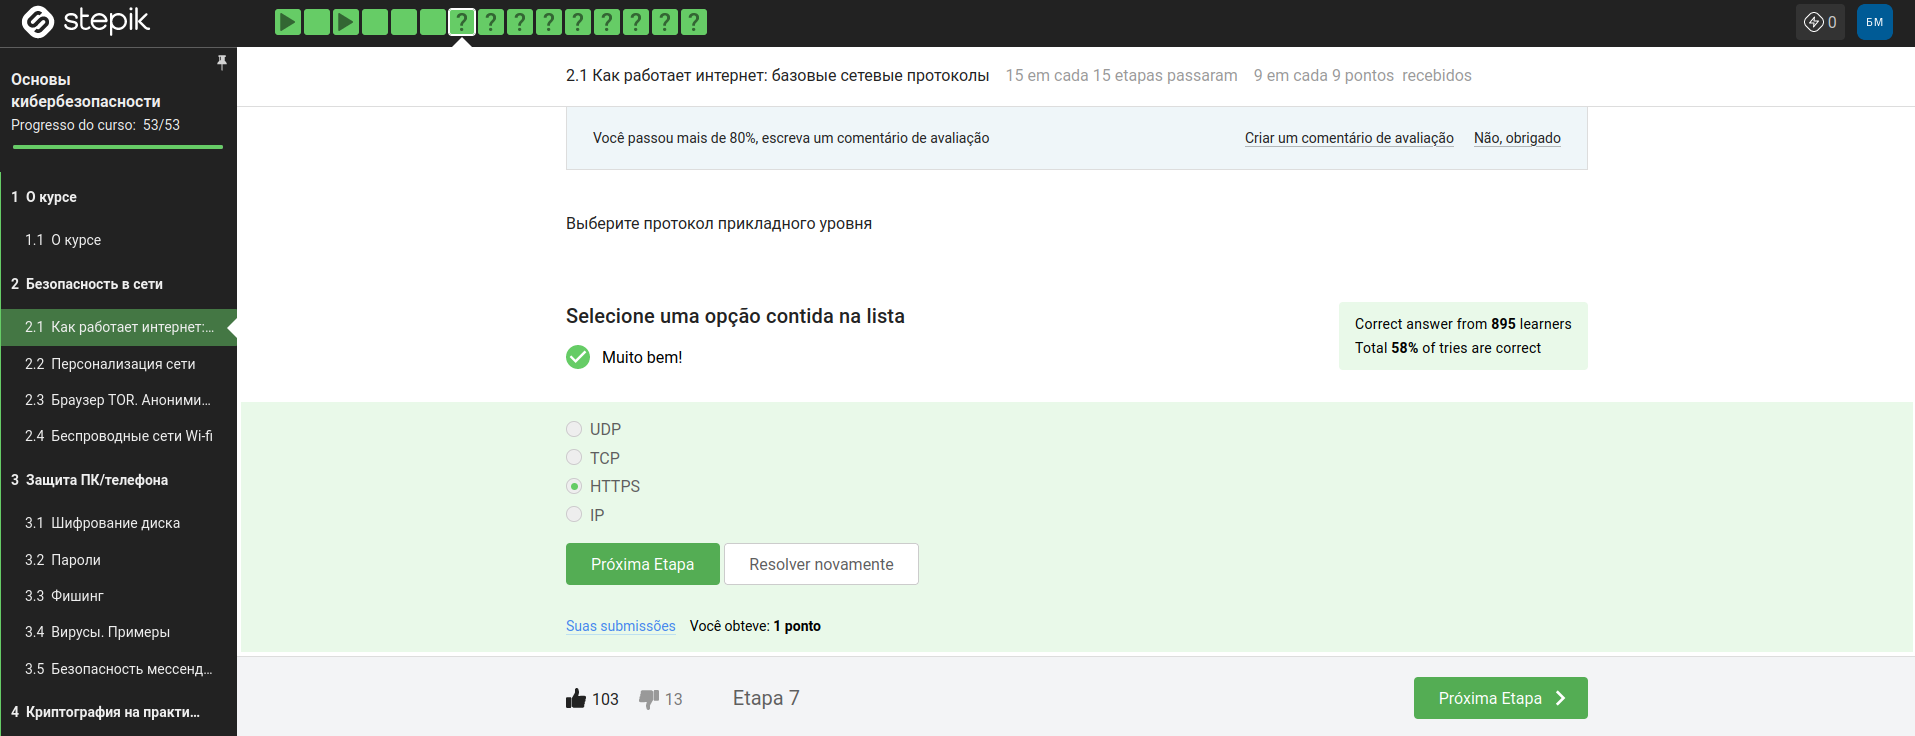 stepik
? ? ? ? ? ? ? ? ?
0
БМ
Основы
кибербезопасности
Progresso do curso: 53/53
1 О курсе
1.1 О курсе
2 Безопасность в сети
2.1 Как работает интернет:...
2.2 Персонализация сети
2.3 Браузер TOR. Аноними...
2.4 Беспроводные сети Wi-fi
3 Защита ПК/телефона
3.1 Шифрование диска
3.2 Пароли
3.3 Фишинг
3.4 Вирусы. Примеры
3.5 Безопасность мессенд...
4 Криптография на практи...
2.1 Как работает интернет: базовые сетевые протоколы 15 em cada 15 etapas passaram 9 em cada 9 pontos recebidos
Você passou mais de 80%, escreva um comentário de avaliação Criar um comentário de avaliação Não, obrigado
Выберите протокол прикладного уровня
Selecione uma opção contida na lista
Muito bem!
Correct answer from 895 learners
Total 58% of tries are correct
UDP
TCP
HTTPS
IP
Próxima Etapa Resolver novamente
Suas submissões Você obteve: 1 ponto
103 13 Etapa 7 Próxima Etapa